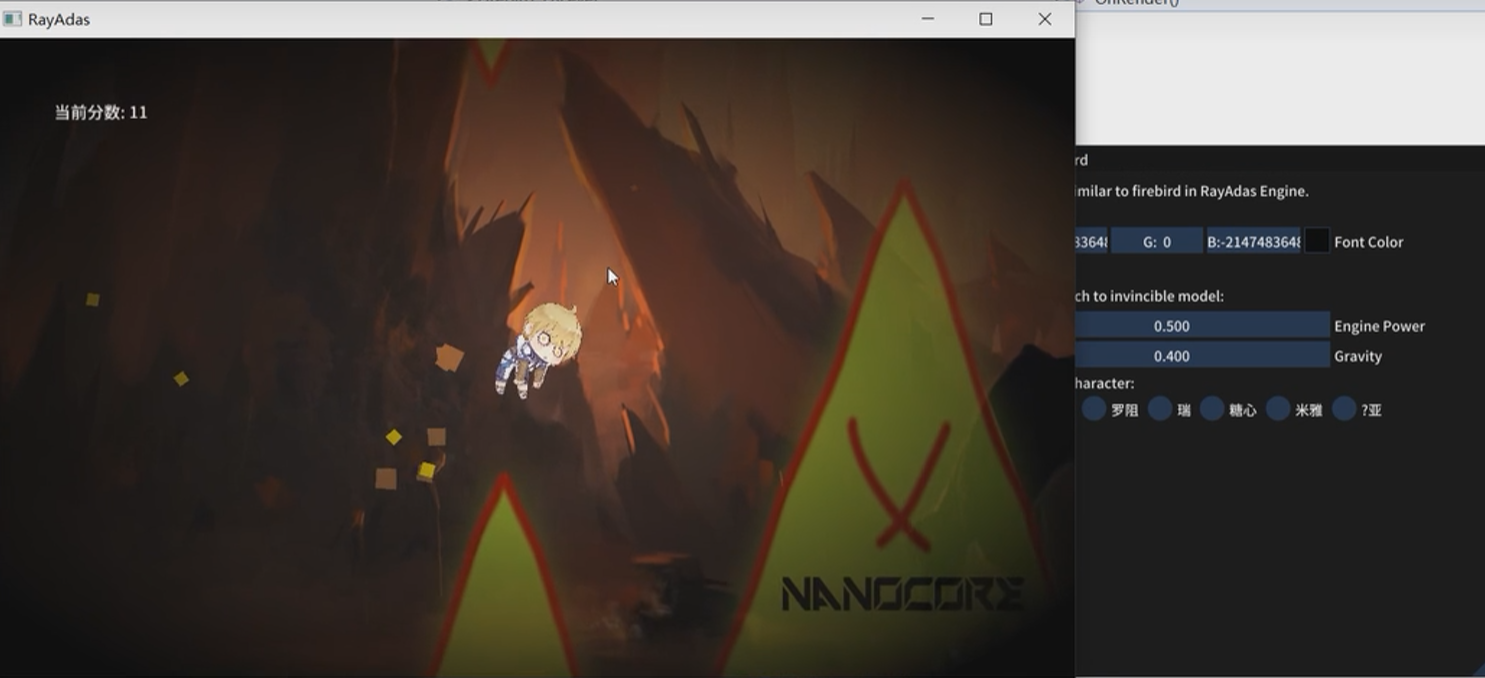 RayAdas
OnRender()
当前分数: 11
rd
imilar to firebird in RayAdas Engine.
33648 G: 0 B:-2147483648 Font Color
ch to invincible model:
0.500 Engine Power
0.400 Gravity
haracter:
罗阻 瑞 糖心 米雅 ?亚
NANOCORE